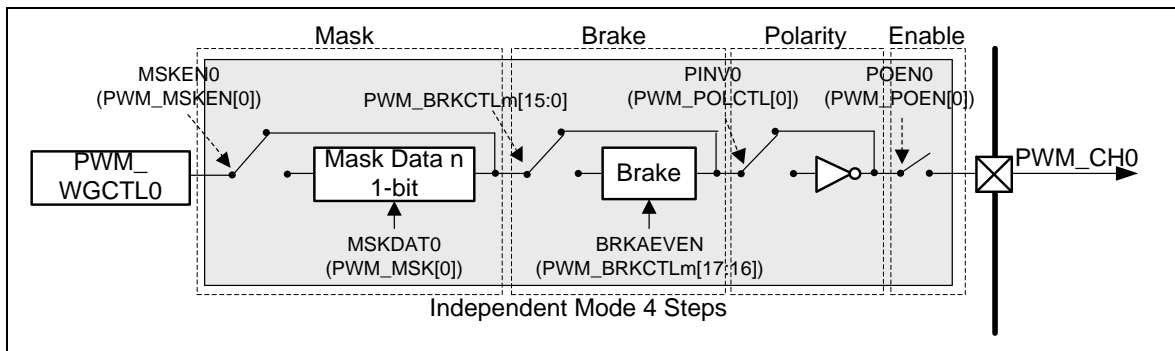 Mask
Brake
Polarity
Enable
MSKEN0
(PWM_MSKEN[0])
PWM_BRKCTLm[15:0]
PINV0
(PWM_POLCTL[0])
POEN0
(PWM_POEN[0])
PWM_
WGCTL0
Mask Data n
1-bit
Brake
PWM_CH0
MSKDAT0
(PWM_MSK[0])
BRKAEVEN
(PWM_BRKCTLm[17:16])
Independent Mode 4 Steps